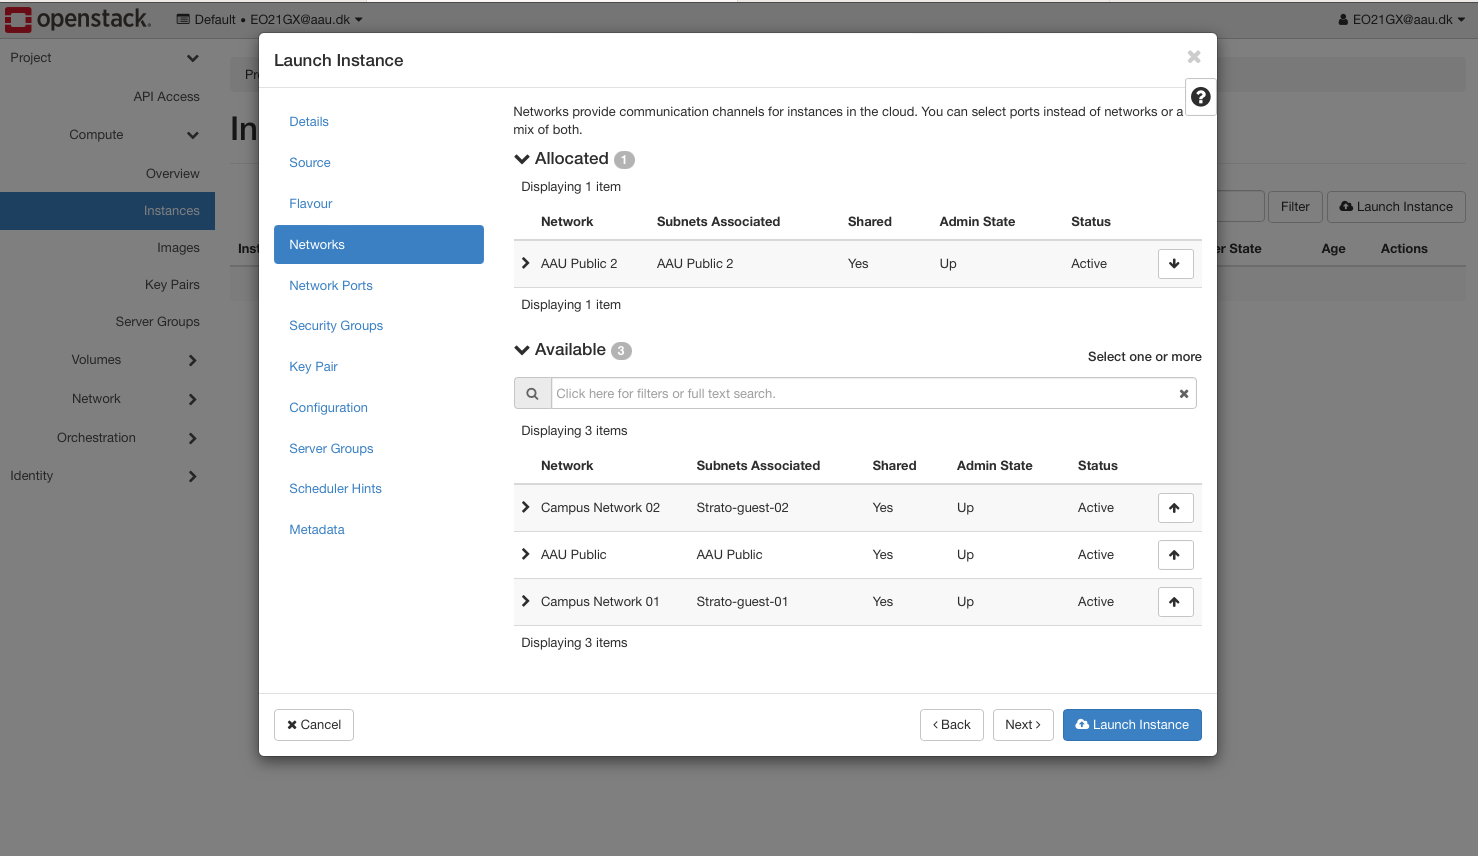 openstack. Default • EO21GX@aau.dk EO21GX@aau.dk
Project
API Access
Compute
Overview
Instances
Images
Key Pairs
Server Groups
Volumes
Network
Orchestration
Identity
Filter Launch Instance
Age Actions
Launch Instance
Details
Source
Flavour
Networks
Network Ports
Security Groups
Key Pair
Configuration
Server Groups
Scheduler Hints
Metadata
Networks provide communication channels for instances in the cloud. You can select ports instead of networks or a
mix of both.
Allocated 1
Displaying 1 item
Network Subnets Associated Shared Admin State Status
AAU Public 2 AAU Public 2 Yes Up Active
Displaying 1 item
Available 3
Select one or more
Click here for filters or full text search.
Displaying 3 items
Network Subnets Associated Shared Admin State Status
Campus Network 02 Strato-guest-02 Yes Up Active
AAU Public AAU Public Yes Up Active
Campus Network 01 Strato-guest-01 Yes Up Active
Displaying 3 items
Cancel
Back Next Launch Instance